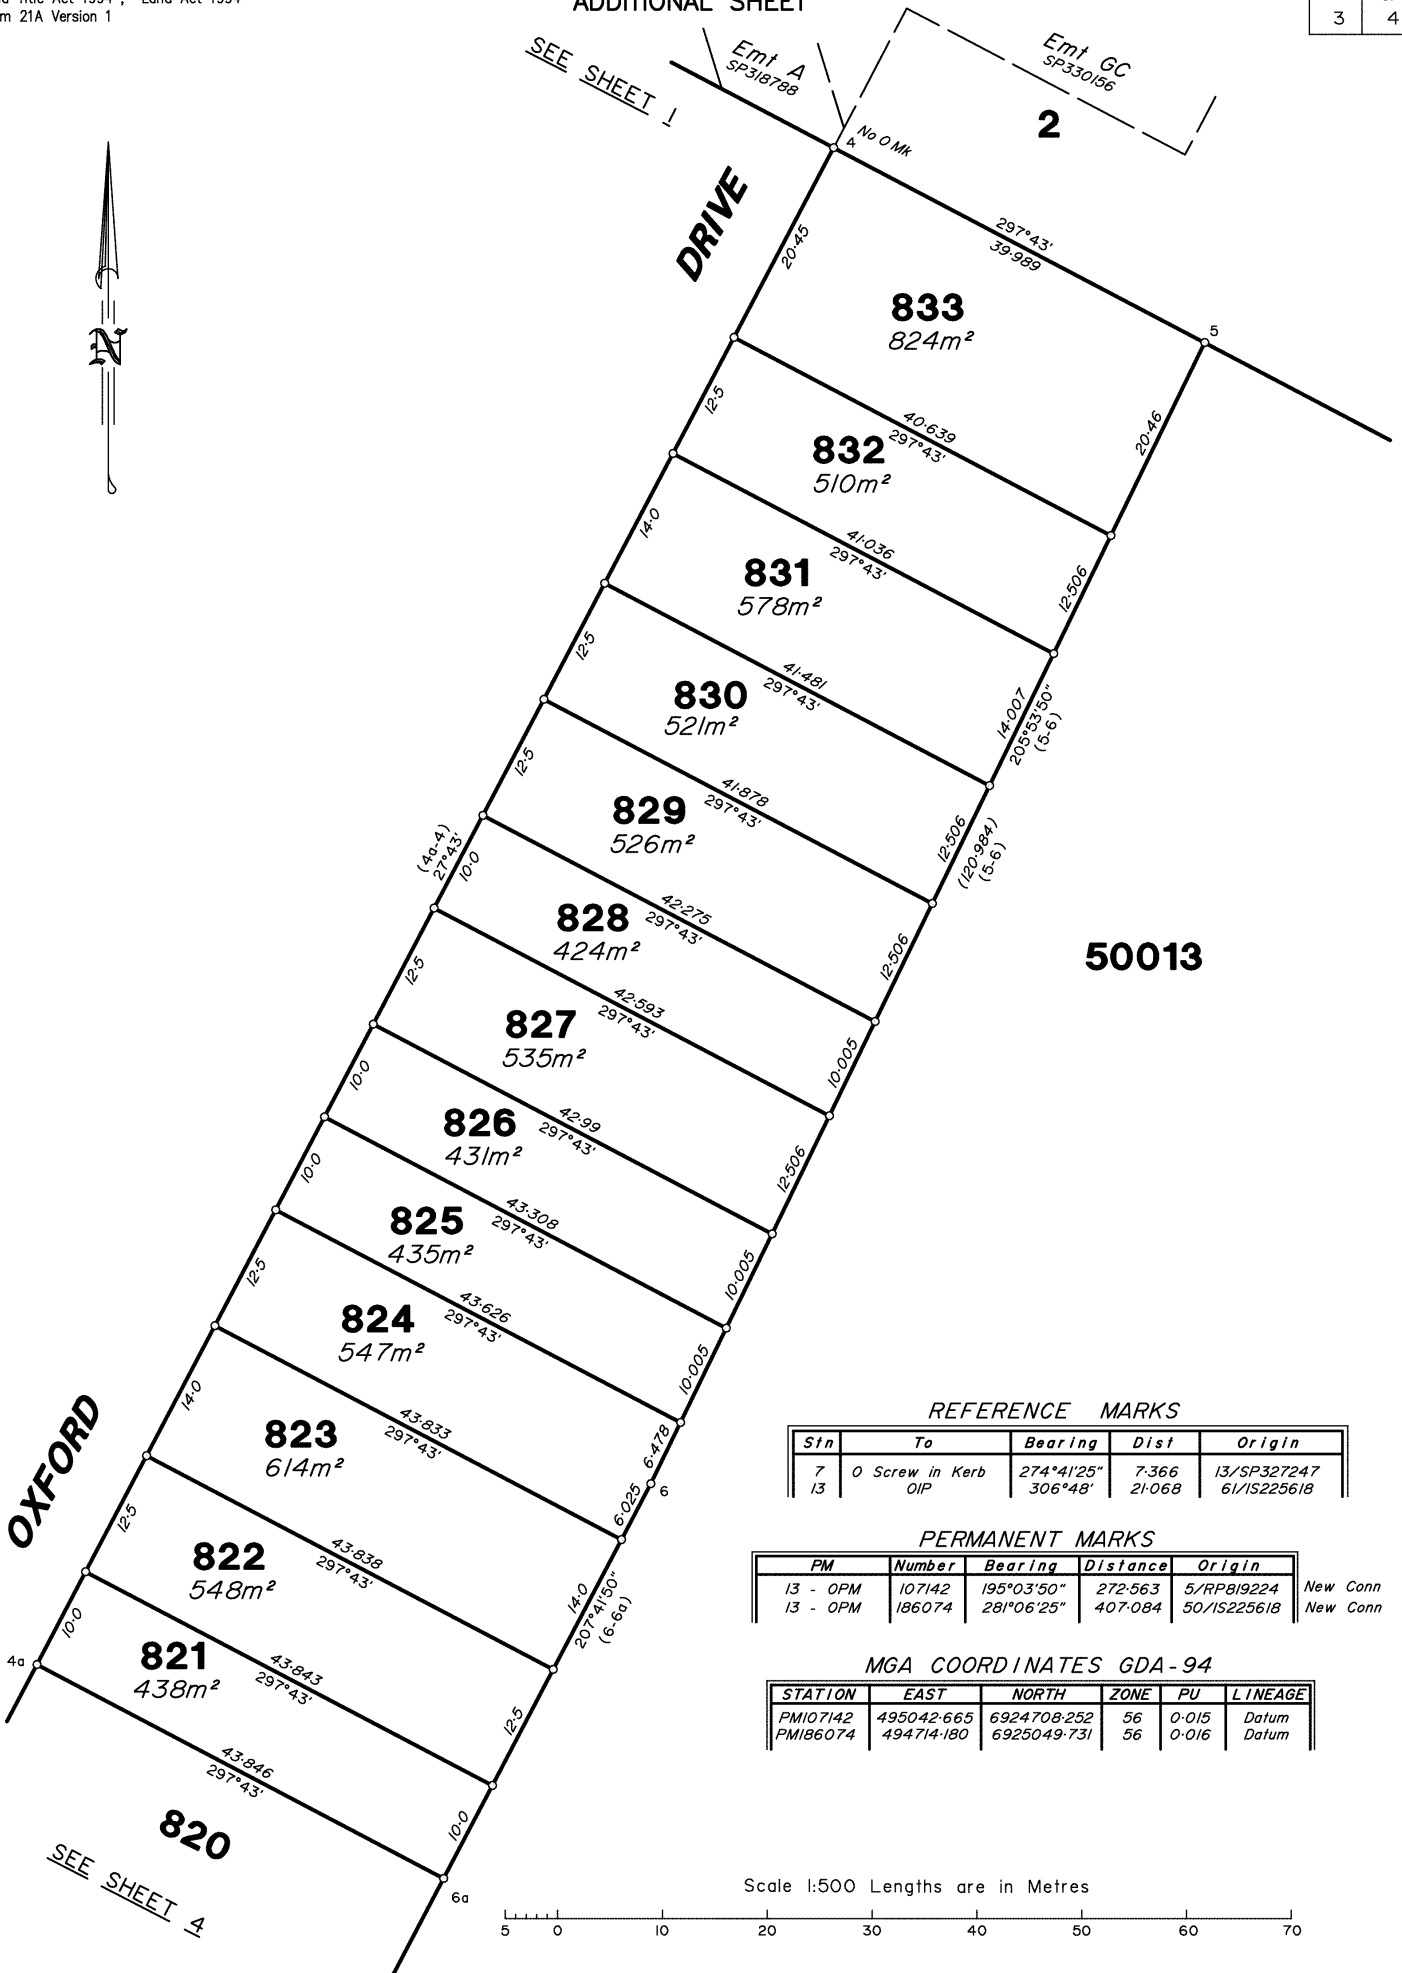 m 21A Version 1
ADDITIONAL SHEET
3 4
SEE SHEET 1
Emt A
SP318788
Emt GC
SP330156
2
4
No O Mk
DRIVE
297°43'
39·989
20·45
833
824m²
5
20·46
12·5
40·639
297°43'
832
510m²
12·506
14·0
41·036
297°43'
831
578m²
14·007
205°53'50"
(5-6)
12·5
41·481
297°43'
830
521m²
12·506
(120·984)
(5-6)
12·5
41·878
297°43'
829
526m²
12·506
(4a-4)
27°43'
10·0
42·275
297°43'
828
424m²
10·005
50013
12·5
42·593
297°43'
827
535m²
12·506
10·0
42·99
297°43'
826
431m²
10·005
10·0
43·308
297°43'
825
435m²
10·005
12·5
43·626
297°43'
824
547m²
6·478
6
6·025
OXFORD
14·0
43·833
297°43'
823
614m²
14·0
207°41'50"
(6-6a)
12·5
43·838
297°43'
822
548m²
12·5
10·0
4a
43·843
297°43'
821
438m²
10·0
43·846
297°43'
820
6a
SEE SHEET 4
REFERENCE MARKS
Stn To Bearing Dist Origin
7 O Screw in Kerb 274°41'25" 7·366 13/SP327247
13 OIP 306°48' 21·068 61/IS225618
PERMANENT MARKS
PM Number Bearing Distance Origin
13 - OPM 107142 195°03'50" 272·563 5/RP819224 New Conn
13 - OPM 186074 281°06'25" 407·084 50/IS225618 New Conn
MGA COORDINATES GDA-94
STATION EAST NORTH ZONE PU LINEAGE
PM107142 495042·665 6924708·252 56 0·015 Datum
PM186074 494714·180 6925049·731 56 0·016 Datum
Scale 1:500 Lengths are in Metres
5 0 10 20 30 40 50 60 70